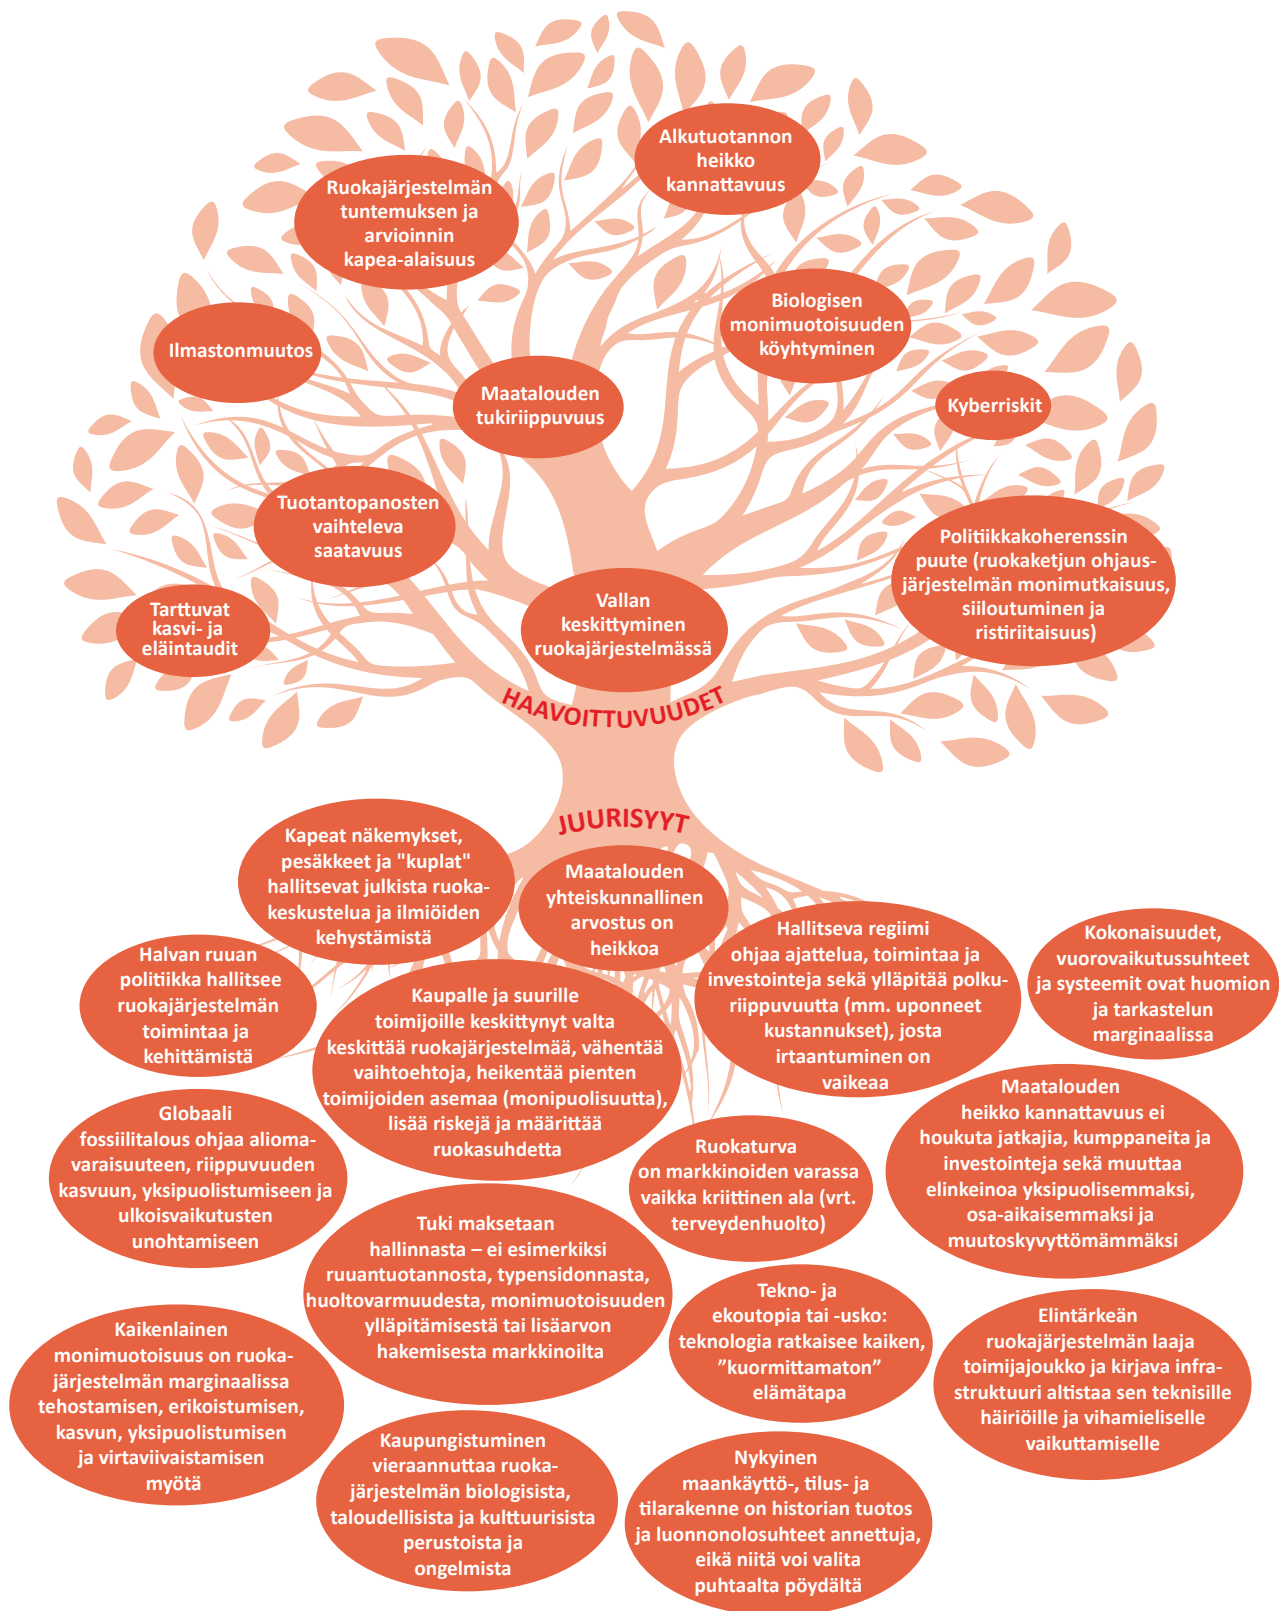 Alkutuotannon
heikko
kannattavuus
Ruokajärjestelmän
tuntemuksen ja
arvioinnin
kapea-alaisuus
Biologisen
monimuotoisuuden
köyhtyminen
Ilmastonmuutos
Maatalouden
tukiriippuvuus
Kyberriskit
Tuotantopanosten
vaihteleva
saatavuus
Politiikkakoherenssin
puute (ruokaketjun ohjaus-
järjestelmän monimutkaisuus,
siiloutuminen ja
ristiriitaisuus)
Tarttuvat
kasvi- ja
eläintaudit
Vallan
keskittyminen
ruokajärjestelmässä
HAAVOITTUVUUDET
JUURISYYT
Kapeat näkemykset,
pesäkkeet ja "kuplat"
hallitsevat julkista ruoka-
keskustelua ja ilmiöiden
kehystämistä
Maatalouden
yhteiskunnallinen
arvostus on
heikkoa
Hallitseva regiimi
ohjaa ajattelua, toimintaa ja
investointeja sekä ylläpitää polku-
riippuvuutta (mm. uponneet
kustannukset), josta
irtaantuminen on
vaikeaa
Kokonaisuudet,
vuorovaikutussuhteet
ja systeemit ovat huomion
ja tarkastelun
marginaalissa
Halvan ruuan
politiikka hallitsee
ruokajärjestelmän
toimintaa ja
kehittämistä
Kaupalle ja suurille
toimijoille keskittynyt valta
keskittää ruokajärjestelmää, vähentää
vaihtoehtoja, heikentää pienten
toimijoiden asemaa (monipuolisuutta),
lisää riskejä ja määrittää
ruokasuhdetta
Maatalouden
heikko kannattavuus ei
houkuta jatkajia, kumppaneita ja
investointeja sekä muuttaa
elinkeinoa yksipuolisemmaksi,
osa-aikaisemmaksi ja
muutoskyvyttömämmäksi
Globaali
fossiilitalous ohjaa alioma-
varaisuuteen, riippuvuuden
kasvuun, yksipuolistumiseen ja
ulkoisvaikutusten
unohtamiseen
Ruokaturva
on markkinoiden varassa
vaikka kriittinen ala (vrt.
terveydenhuolto)
Tuki maksetaan
hallinnasta – ei esimerkiksi
ruuantuotannosta, typensidonnasta,
huoltovarmuudesta, monimuotoisuuden
ylläpitämisestä tai lisäarvon
hakemisesta markkinoilta
Tekno- ja
ekoutopia tai -usko:
teknologia ratkaisee kaiken,
”kuormittamaton”
elämätapa
Elintärkeän
ruokajärjestelmän laaja
toimijajoukko ja kirjava infra-
struktuuri altistaa sen teknisille
häiriöille ja vihamieliselle
vaikuttamiselle
Kaikenlainen
monimuotoisuus on ruoka-
järjestelmän marginaalissa
tehostamisen, erikoistumisen,
kasvun, yksipuolistumisen
ja virtaviivaistamisen
myötä
Kaupungistuminen
vieraannuttaa ruoka-
järjestelmän biologisista,
taloudellisista ja kulttuurisista
perustoista ja
ongelmista
Nykyinen
maankäyttö-, tilus- ja
tilarakenne on historian tuotos
ja luonnonolosuhteet annettuja,
eikä niitä voi valita
puhtaalta pöydältä